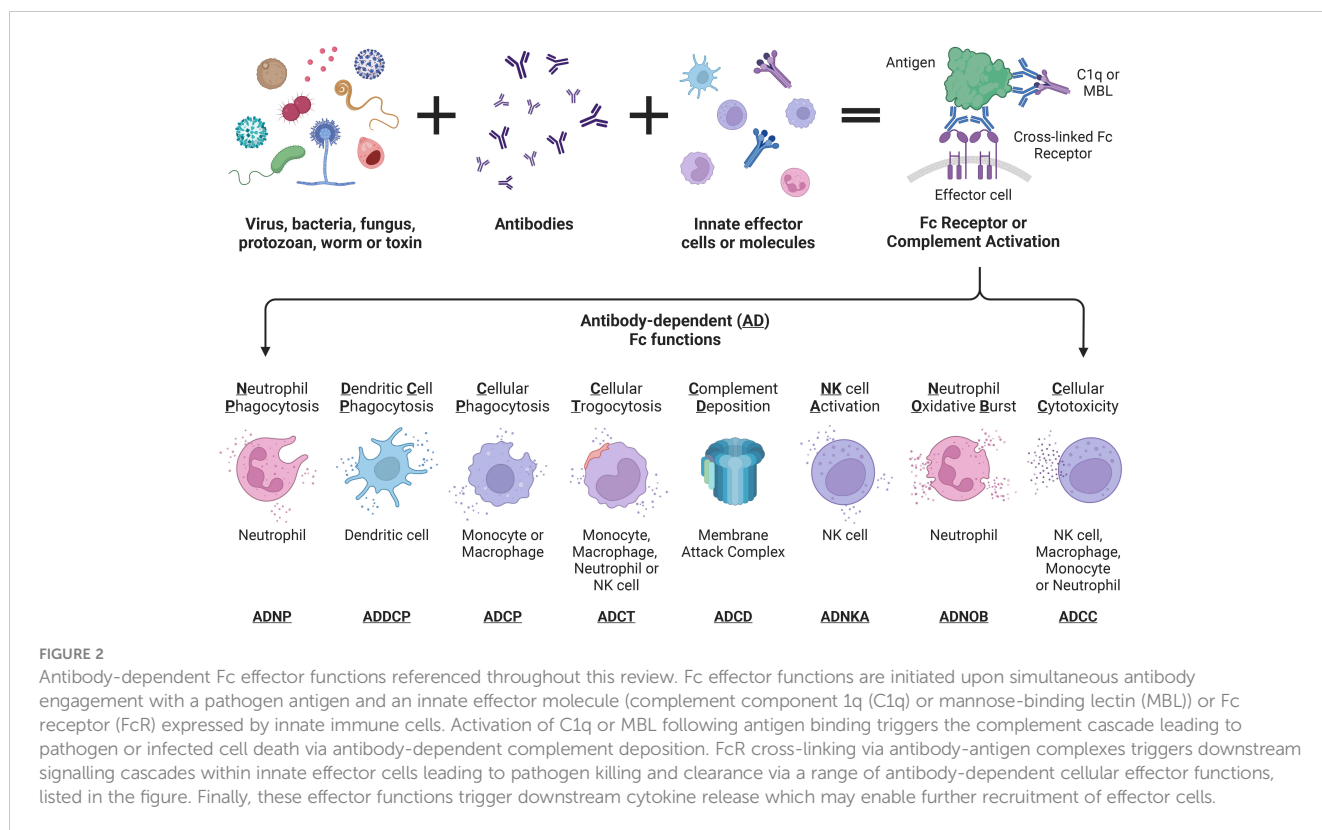 Antigen
C1q or
MBL
Cross-linked Fc
Receptor
Effector cell
Virus, bacteria, fungus,
protozoan, worm or toxin
Antibodies
Innate effector
cells or molecules
Fc Receptor or
Complement Activation
+
+
=
Antibody-dependent (AD)
Fc functions
Neutrophil
Phagocytosis
Dendritic Cell
Phagocytosis
Cellular
Phagocytosis
Cellular
Trogocytosis
Complement
Deposition
NK cell
Activation
Neutrophil
Oxidative Burst
Cellular
Cytotoxicity
Neutrophil
Dendritic cell
Monocyte or
Macrophage
Monocyte,
Macrophage,
Neutrophil or
NK cell
Membrane
Attack Complex
NK cell
Neutrophil
NK cell,
Macrophage,
Monocyte
or Neutrophil
ADNP
ADDCP
ADCP
ADCT
ADCD
ADNKA
ADNOB
ADCC
FIGURE 2
Antibody-dependent Fc effector functions referenced throughout this review. Fc effector functions are initiated upon simultaneous antibody
engagement with a pathogen antigen and an innate effector molecule (complement component 1q (C1q) or mannose-binding lectin (MBL)) or Fc
receptor (FcR) expressed by innate immune cells. Activation of C1q or MBL following antigen binding triggers the complement cascade leading to
pathogen or infected cell death via antibody-dependent complement deposition. FcR cross-linking via antibody-antigen complexes triggers downstream
signalling cascades within innate effector cells leading to pathogen killing and clearance via a range of antibody-dependent cellular effector functions,
listed in the figure. Finally, these effector functions trigger downstream cytokine release which may enable further recruitment of effector cells.